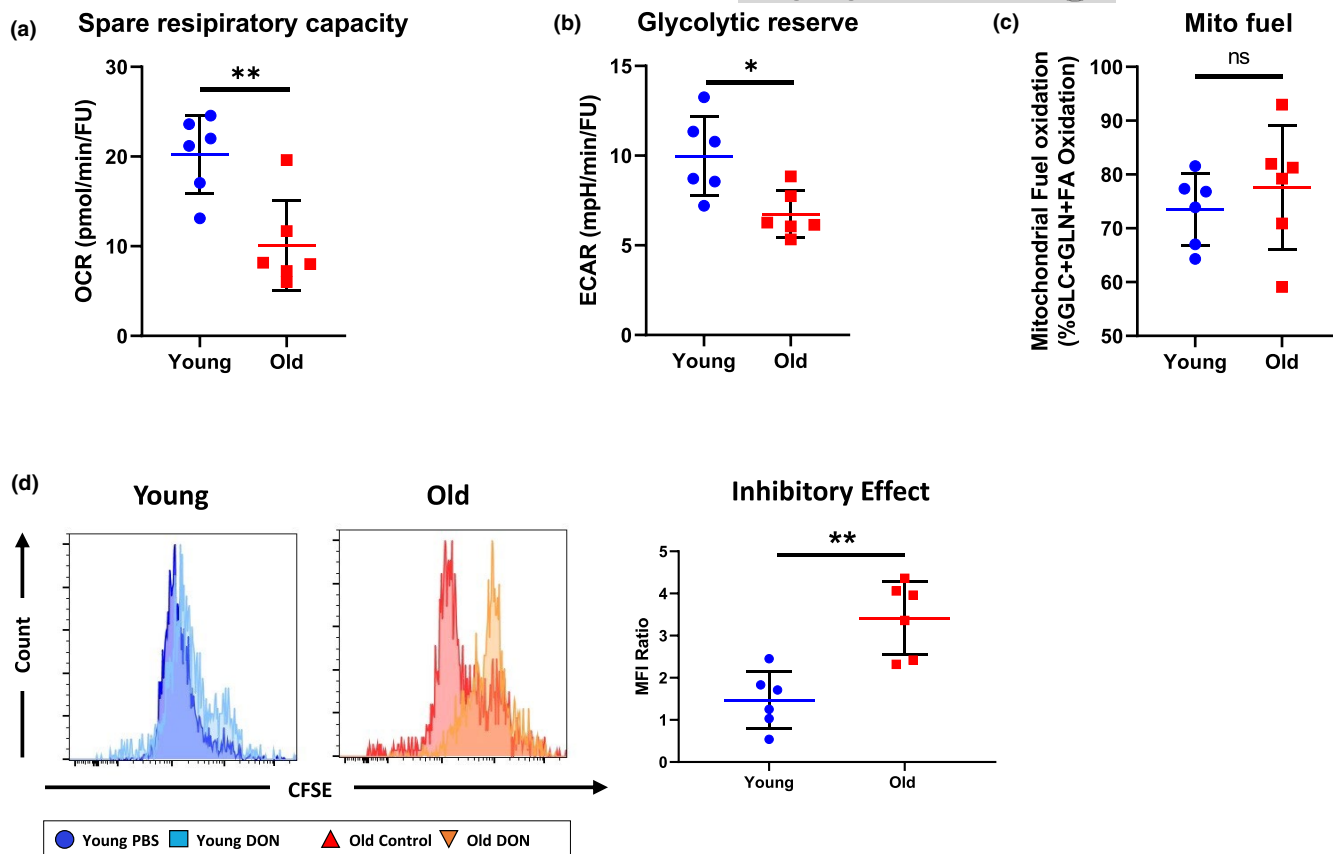 (a) Spare resipiratory capacity
**
OCR (pmol/min/FU)
30
20
10
0
Young Old
(b) Glycolytic reserve
*
ECAR (mpH/min/FU)
15
10
5
0
Young Old
(c) Mito fuel
ns
Mitochondrial Fuel oxidation
(%GLC+GLN+FA Oxidation)
100
90
80
70
60
50
Young Old
(d)
Young Old
Count
CFSE
Inhibitory Effect
**
MFI Ratio
5
4
3
2
1
0
Young Old
Young PBS Young DON Old Control Old DON